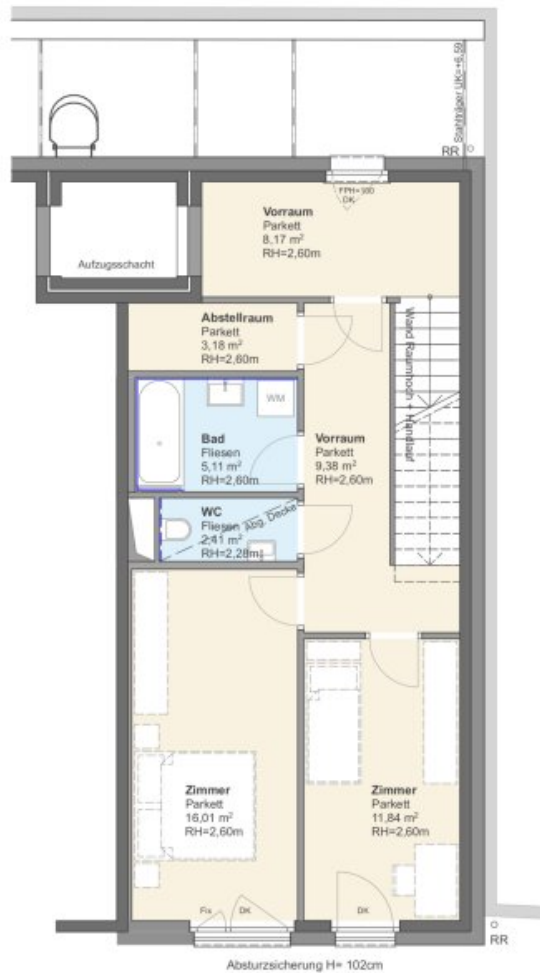 Stahlträger UK=+6,59
RR
FPH=100
DK
Vorraum
Parkett
8,17 m²
RH=2,60m
Aufzugsschacht
Abstellraum
Parkett
3,18 m²
RH=2,60m
Wand Raumhoch + Handlauf
WM
Bad
Fliesen
5,11 m²
RH=2,60m
Vorraum
Parkett
9,38 m²
RH=2,60m
WC
Fliesen
2,41 m²
RH=2,28m
Abg. Decke
Zimmer
Parkett
16,01 m²
RH=2,60m
Zimmer
Parkett
11,84 m²
RH=2,60m
Fix
DK
DK
RR
Absturzsicherung H= 102cm